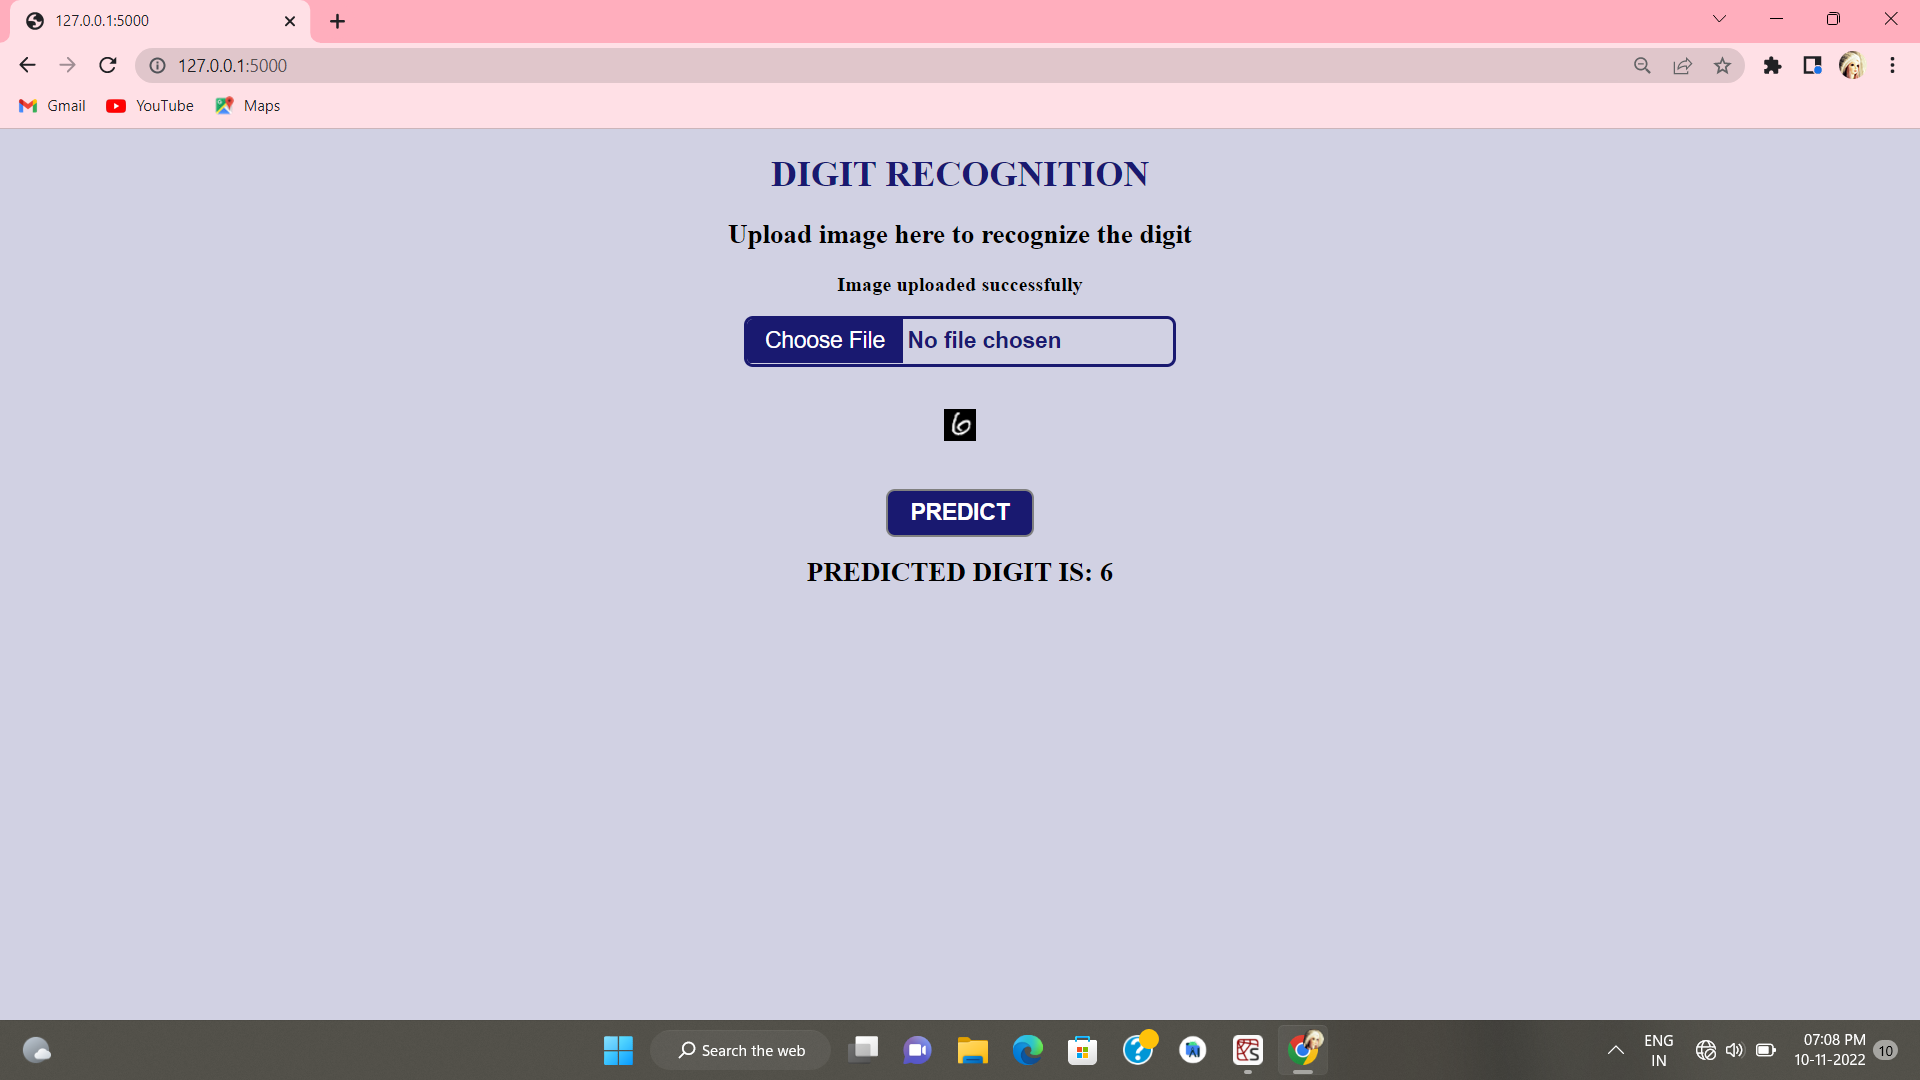 127.0.0.1:5000
127.0.0.1:5000
Gmail YouTube Maps
DIGIT RECOGNITION
Upload image here to recognize the digit
Image uploaded successfully
Choose File No file chosen
6
PREDICT
PREDICTED DIGIT IS: 6
Search the web
ENG
IN
07:08 PM
10-11-2022
10